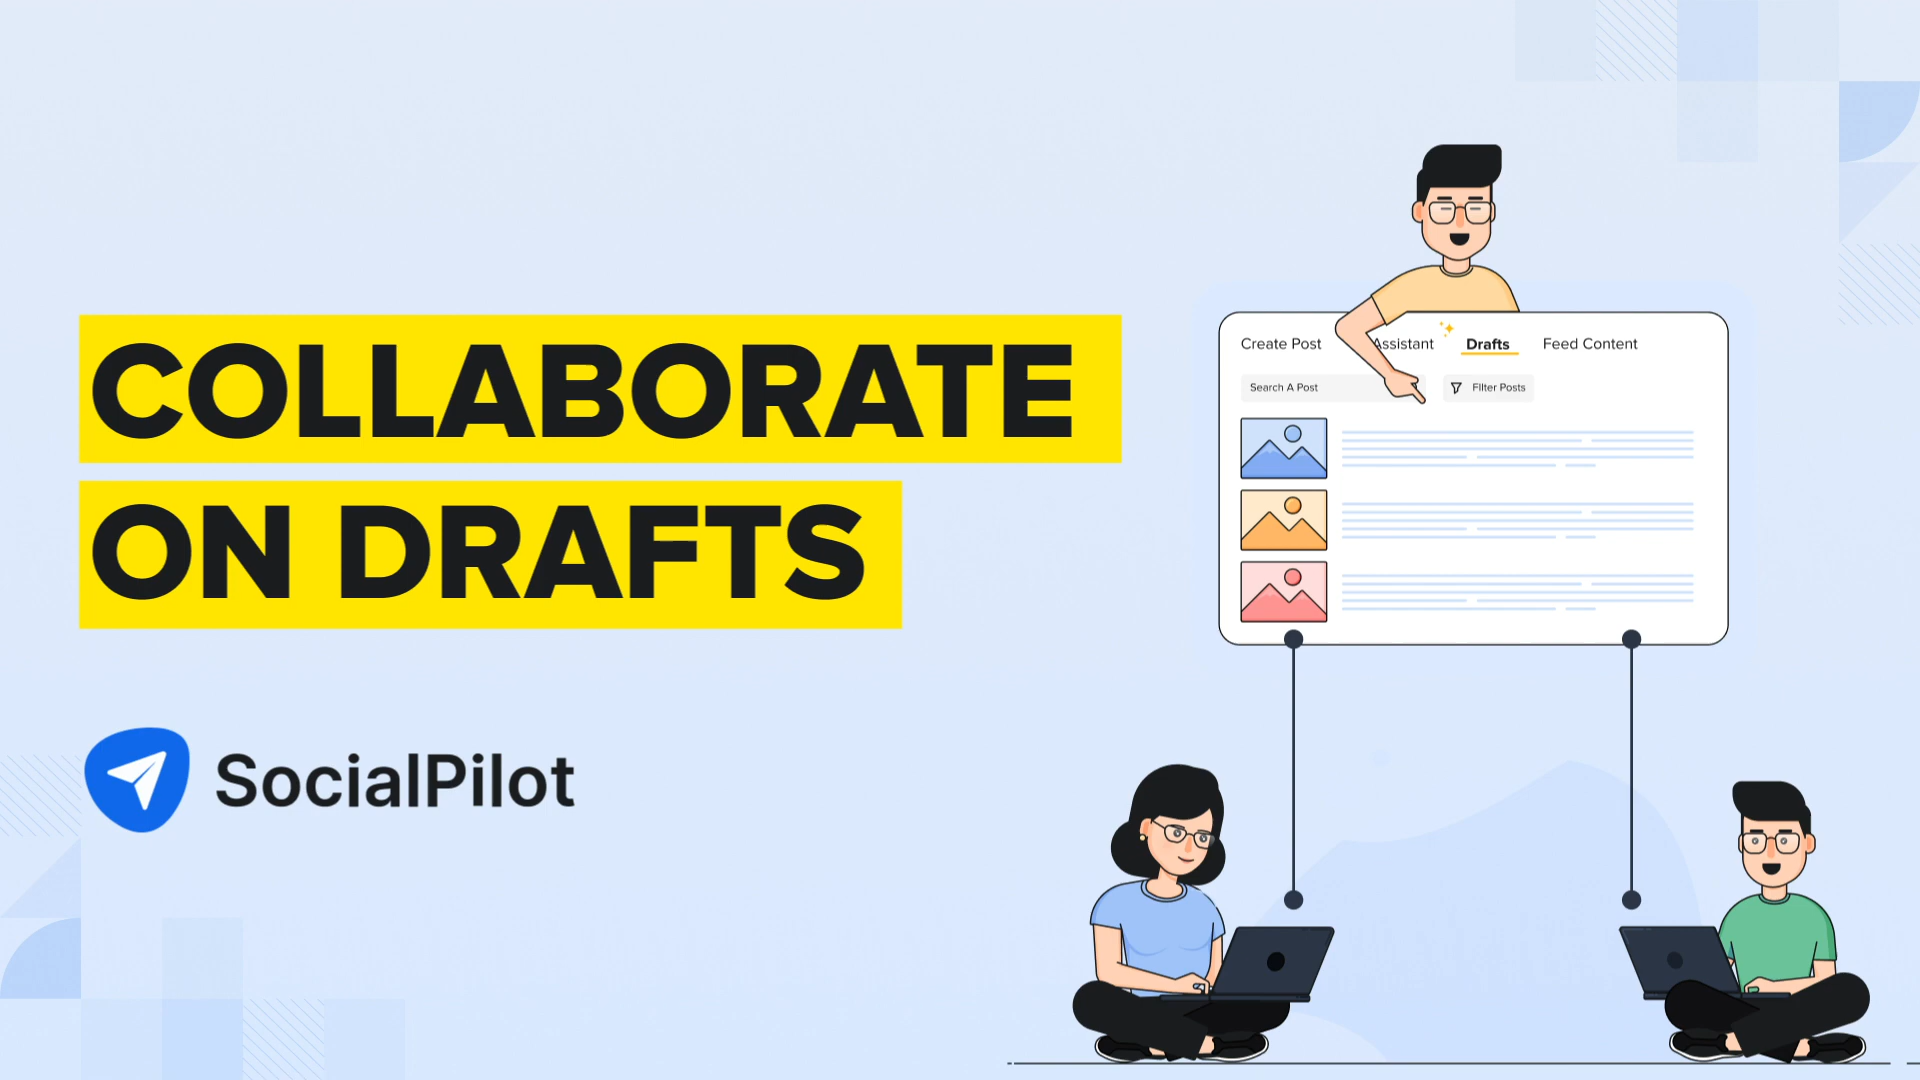 COLLABORATE
ON DRAFTS
SocialPilot
Create Post Assistant Drafts Feed Content
Search A Post Filter Posts